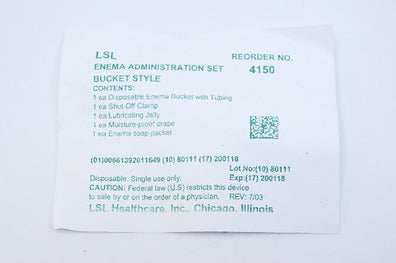 LSL REORDER NO.
ENEMA ADMINISTRATION SET 4150
BUCKET STYLE
CONTENTS:
1 ea Disposable Enema Bucket with Tubing
1 ea Shut-Off Clamp
1 ea Lubricating Jelly
1 ea Moisture-proof drape
1 ea Enema soap packet
(01)00661392011649 (10) 80111 (17) 200118
Lot No:(10) 80111
Disposable. Single use only. Exp:(17) 200118
CAUTION: Federal law (U.S) restricts this device
to sale by or on the order of a physician. REV: 7/03
LSL Healthcare, Inc., Chicago, Illinois